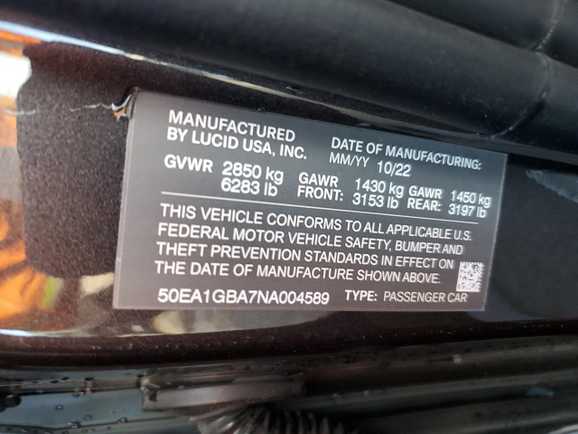 MANUFACTURED
BY LUCID USA, INC.
DATE OF MANUFACTURING:
MM/YY 10/22
GVWR 2850 kg
6283 lb
GAWR FRONT: 1430 kg
3153 lb
GAWR REAR: 1450 kg
3197 lb
THIS VEHICLE CONFORMS TO ALL APPLICABLE U.S.
FEDERAL MOTOR VEHICLE SAFETY, BUMPER AND
THEFT PREVENTION STANDARDS IN EFFECT ON
THE DATE OF MANUFACTURE SHOWN ABOVE.
50EA1GBA7NA004589 TYPE: PASSENGER CAR